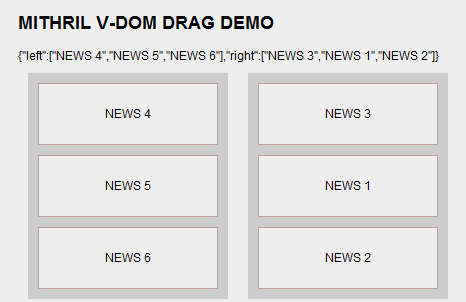 MITHRIL V-DOM DRAG DEMO
{"left":["NEWS 4","NEWS 5","NEWS 6"],"right":["NEWS 3","NEWS 1","NEWS 2"]}
NEWS 4
NEWS 5
NEWS 6
NEWS 3
NEWS 1
NEWS 2